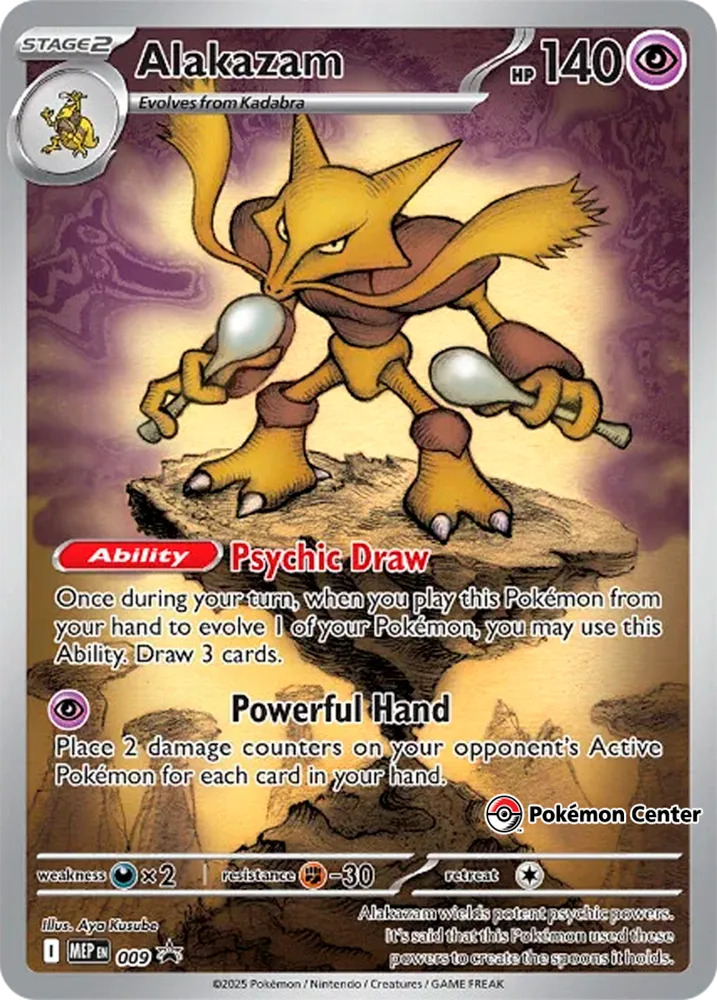 STAGE2
Alakazam
HP 140
Evolves from Kadabra
Ability Psychic Draw
Once during your turn, when you play this Pokémon from
your hand to evolve 1 of your Pokémon, you may use this
Ability. Draw 3 cards.
Powerful Hand
Place 2 damage counters on your opponent's Active
Pokémon for each card in your hand.
Pokémon Center
weakness ×2 resistance -30 retreat
Illus. Aya Kusube
Alakazam wields potent psychic powers.
It's said that this Pokémon used these
powers to create the spoons it holds.
I MEP EN 009
©2025 Pokémon / Nintendo / Creatures / GAME FREAK